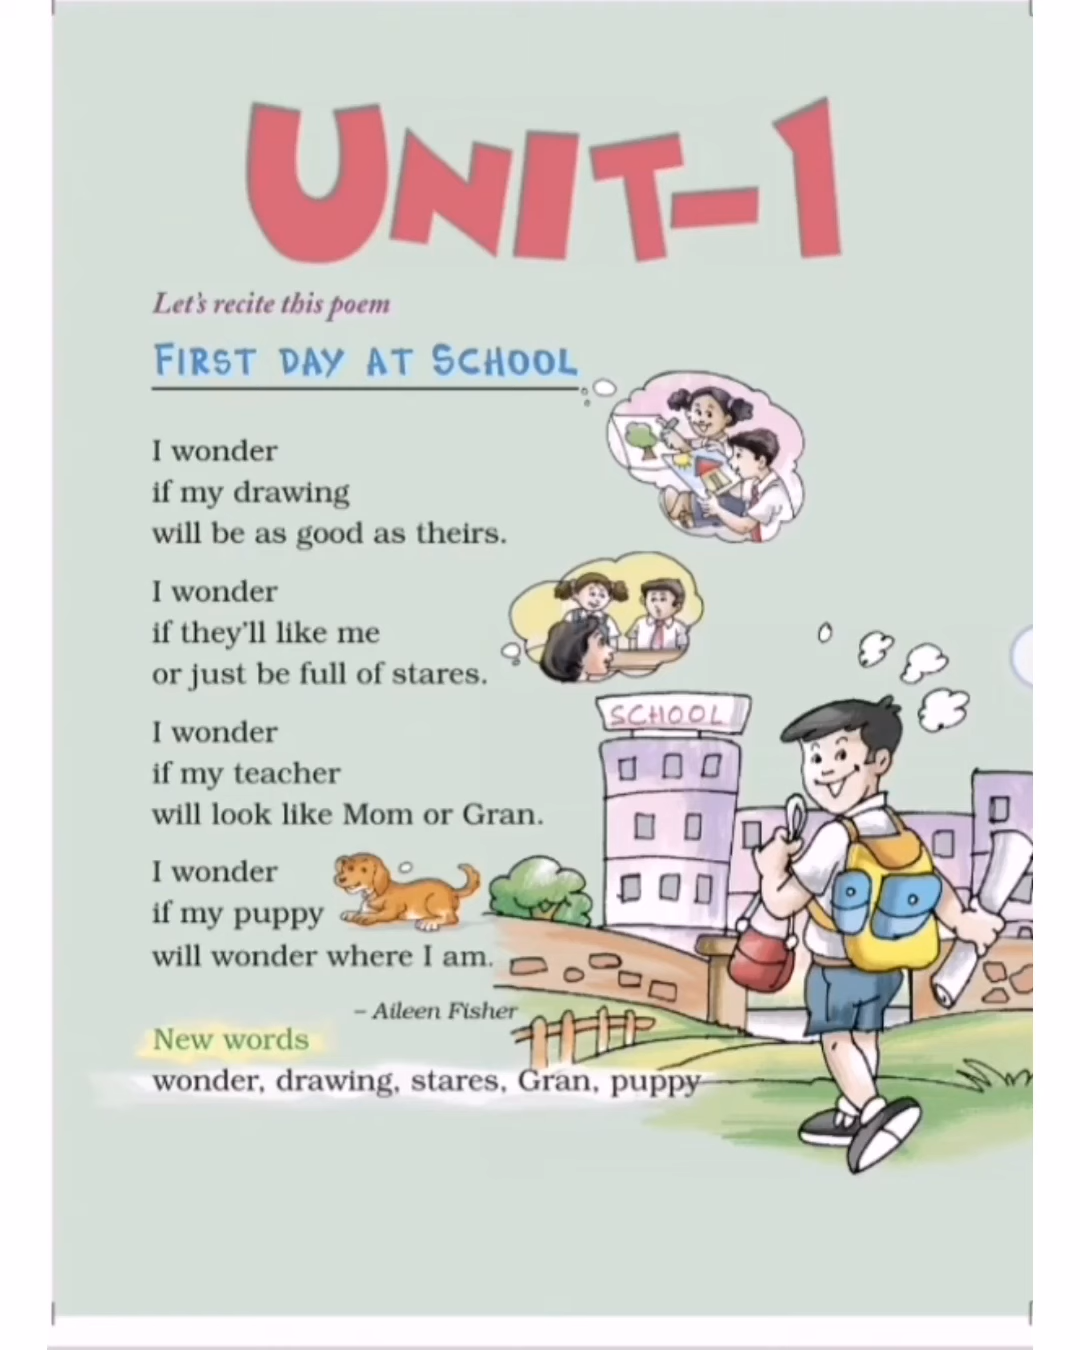 UNIT-1
Let's recite this poem
FIRST DAY AT SCHOOL
I wonder
if my drawing
will be as good as theirs.
I wonder
if they'll like me
or just be full of stares.
I wonder
if my teacher
will look like Mom or Gran.
SCHOOL
I wonder
if my puppy
will wonder where I am.
– Aileen Fisher
New words
wonder, drawing, stares, Gran, puppy